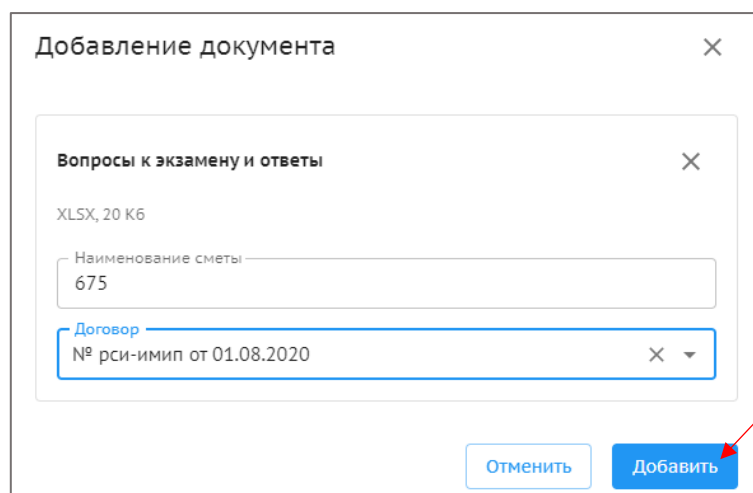 Добавление документа
Вопросы к экзамену и ответы
XLSX, 20 Кб
Наименование сметы
675
Договор
№ рси-имип от 01.08.2020
Отменить
Добавить